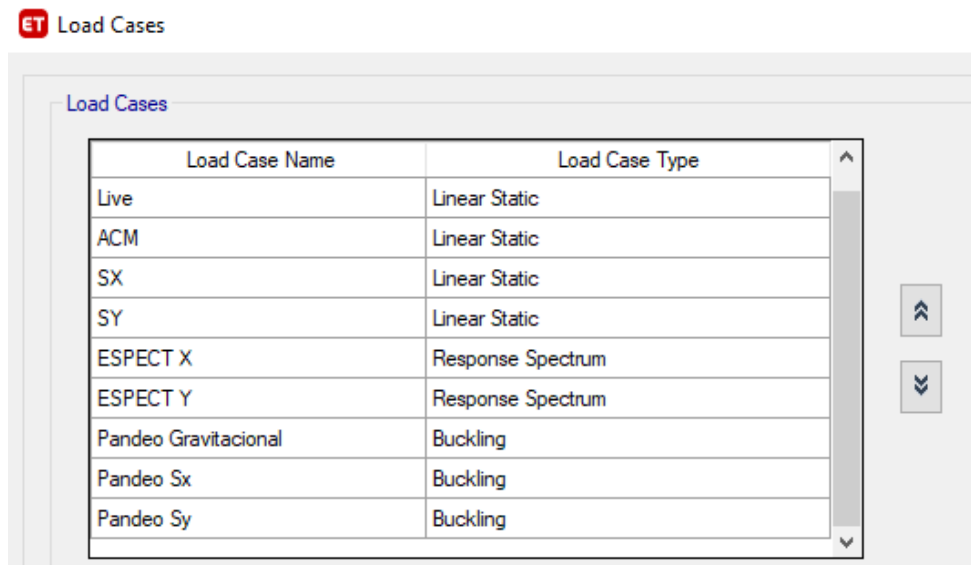 ET Load Cases
Load Cases
Load Case Name Load Case Type
Live Linear Static
ACM Linear Static
SX Linear Static
SY Linear Static
ESPECT X Response Spectrum
ESPECT Y Response Spectrum
Pandeo Gravitacional Buckling
Pandeo Sx Buckling
Pandeo Sy Buckling